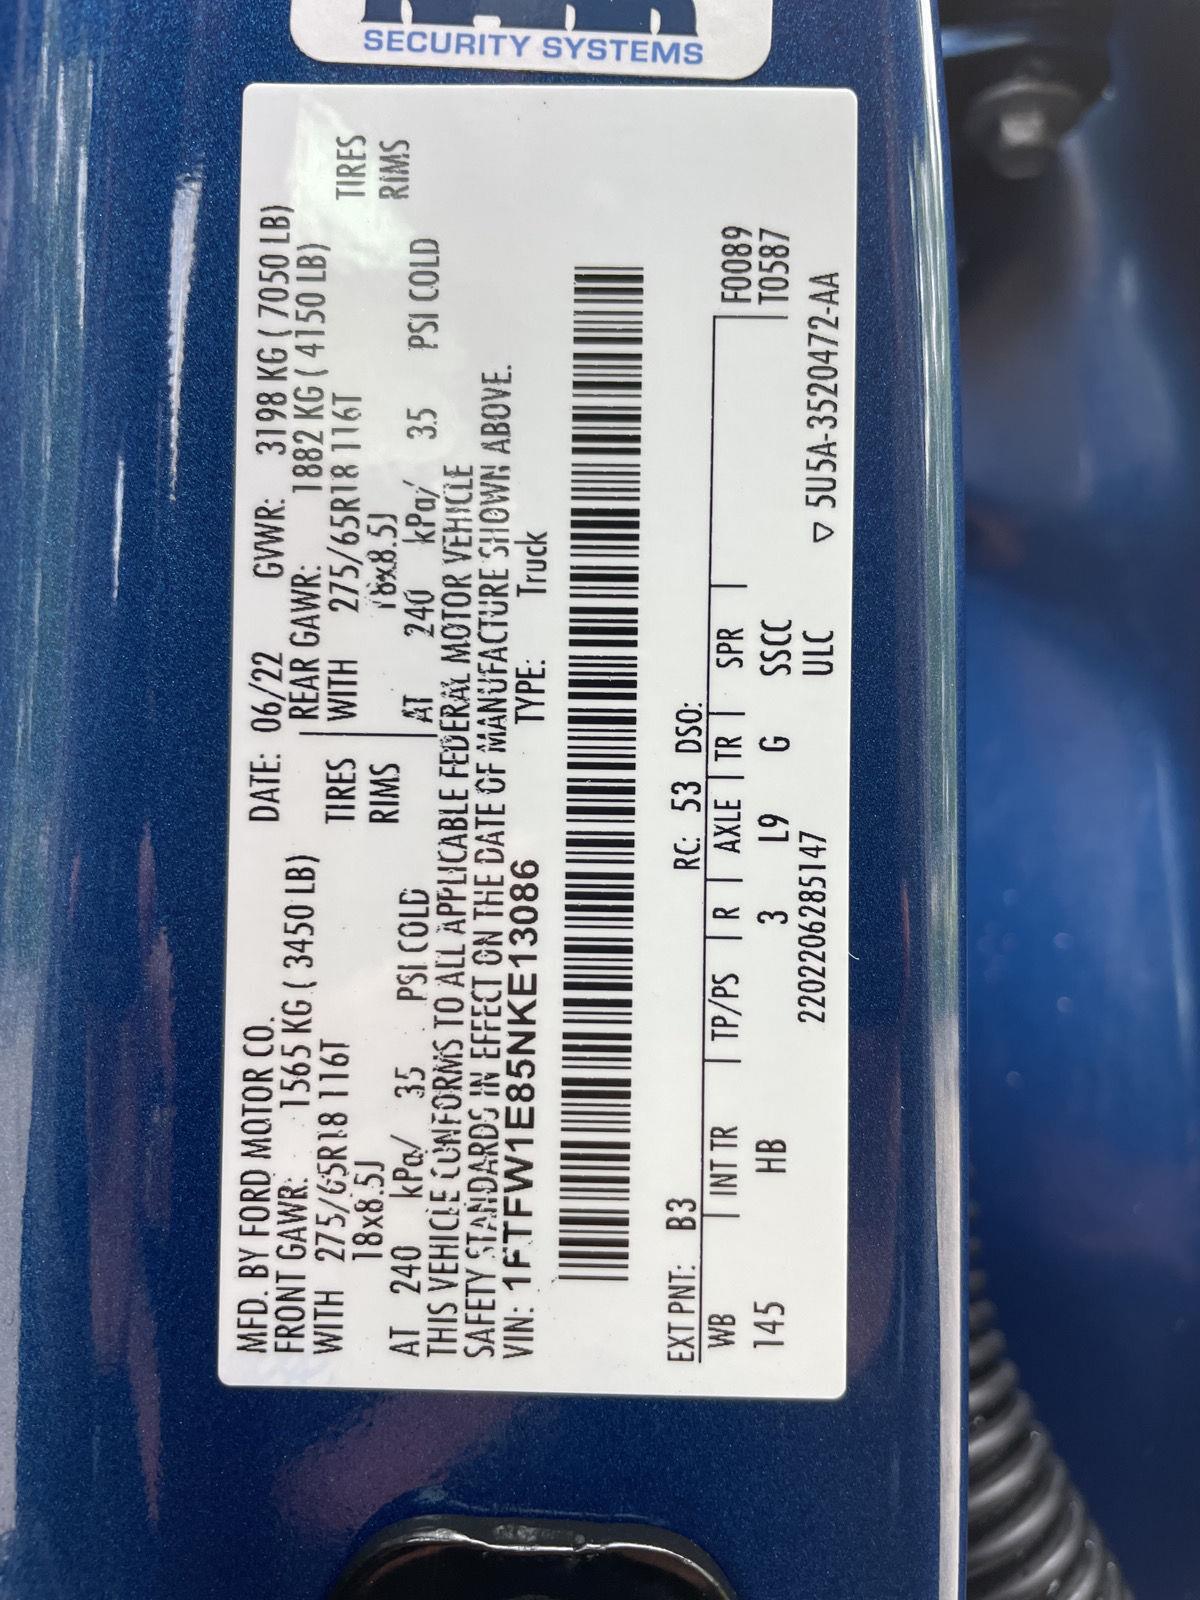 SECURITY SYSTEMS
MFD. BY FORD MOTOR CO. DATE: 06/22 GVWR: 3198 KG ( 7050 LB)
FRONT GAWR: 1565 KG ( 3450 LB) REAR GAWR: 1882 KG ( 4150 LB)
WITH 275/65R18 116T TIRES WITH 275/65R18 116T TIRES
18x8.5J RIMS 18x8.5J RIMS
AT 240 kPa/ 35 PSI COLD AT 240 kPa/ 35 PSI COLD
THIS VEHICLE CONFORMS TO ALL APPLICABLE FEDERAL MOTOR VEHICLE
SAFETY STANDARDS IN EFFECT ON THE DATE OF MANUFACTURE SHOWN ABOVE.
VIN: 1FTFW1E85NKE13086 TYPE: Truck
EXT PNT: B3 RC: 53 DSO:
WB INT TR TP/PS R AXLE TR SPR F0089
145 HB 3 L9 G SSCC T0587
2202206285147 ULC ▽ 5U5A-3520472-AA